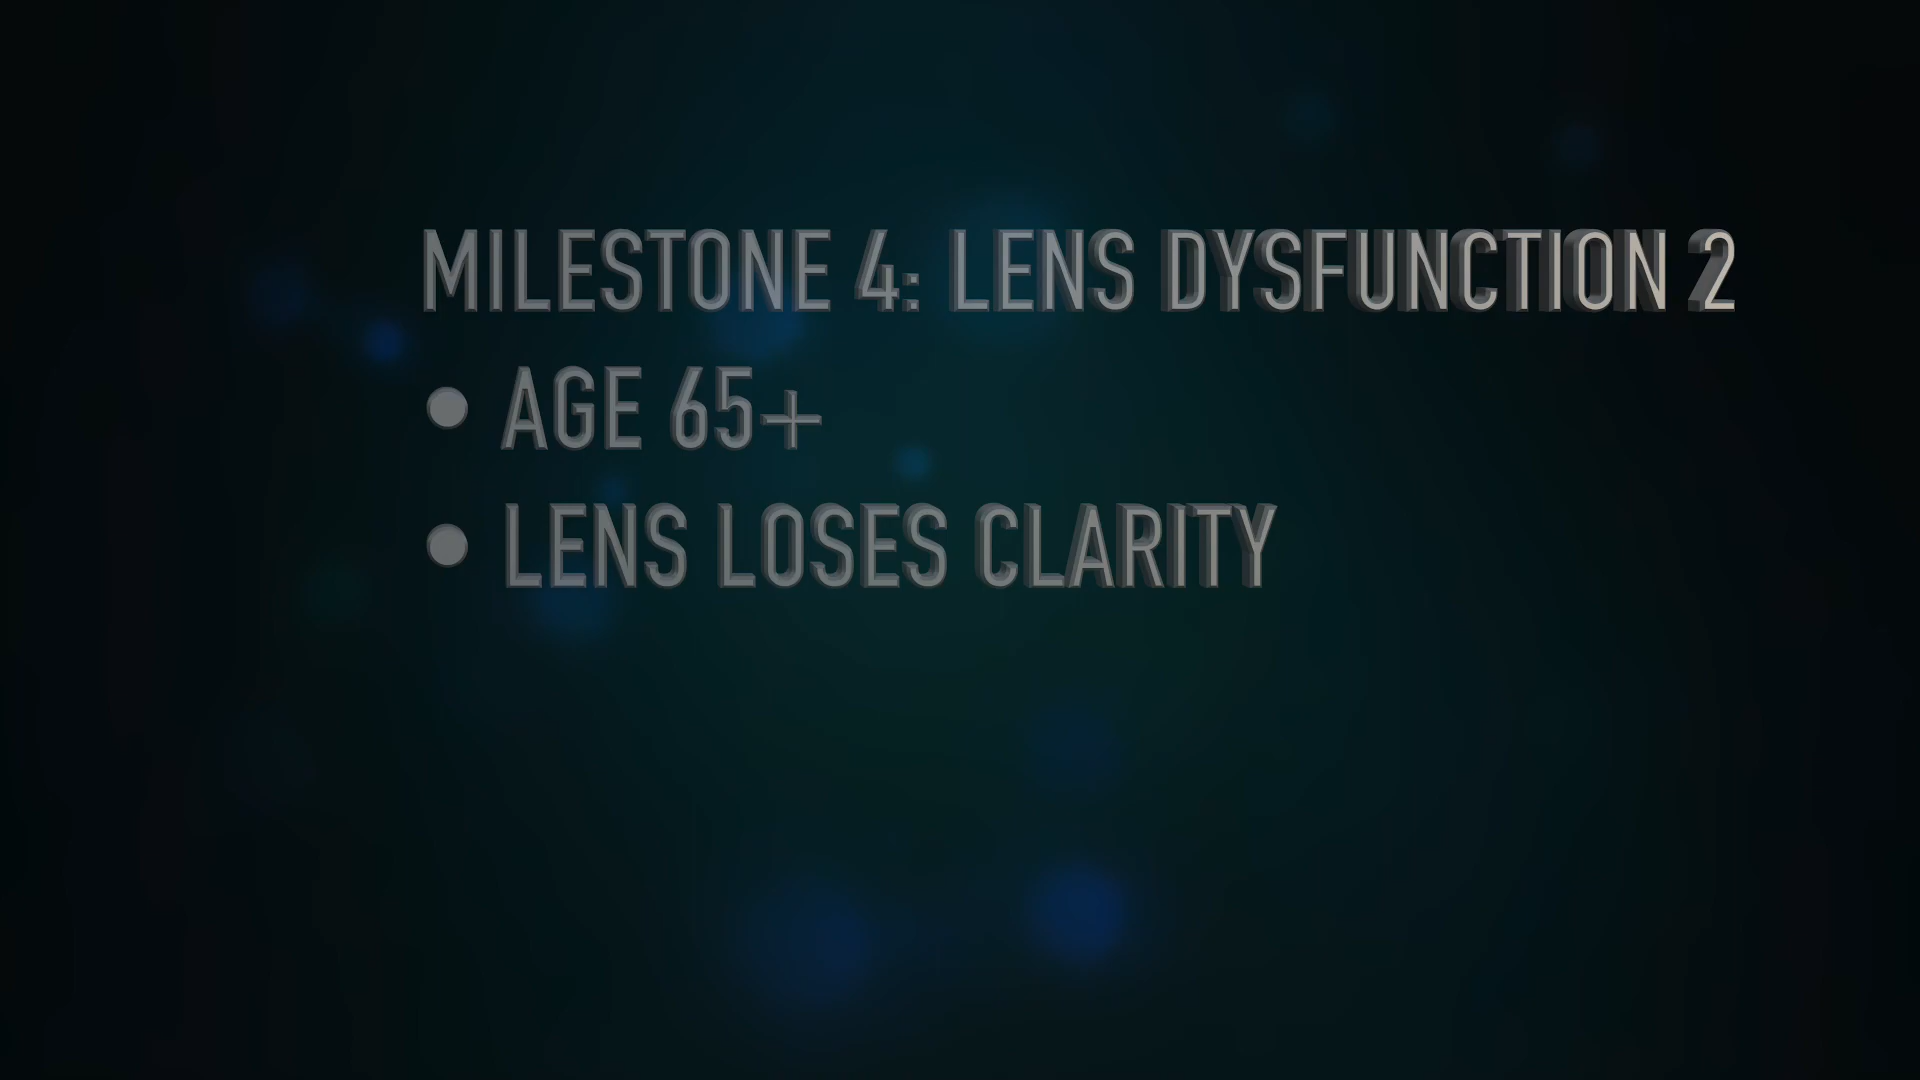 MILESTONE 4: LENS DYSFUNCTION 2
• AGE 65+
• LENS LOSES CLARITY